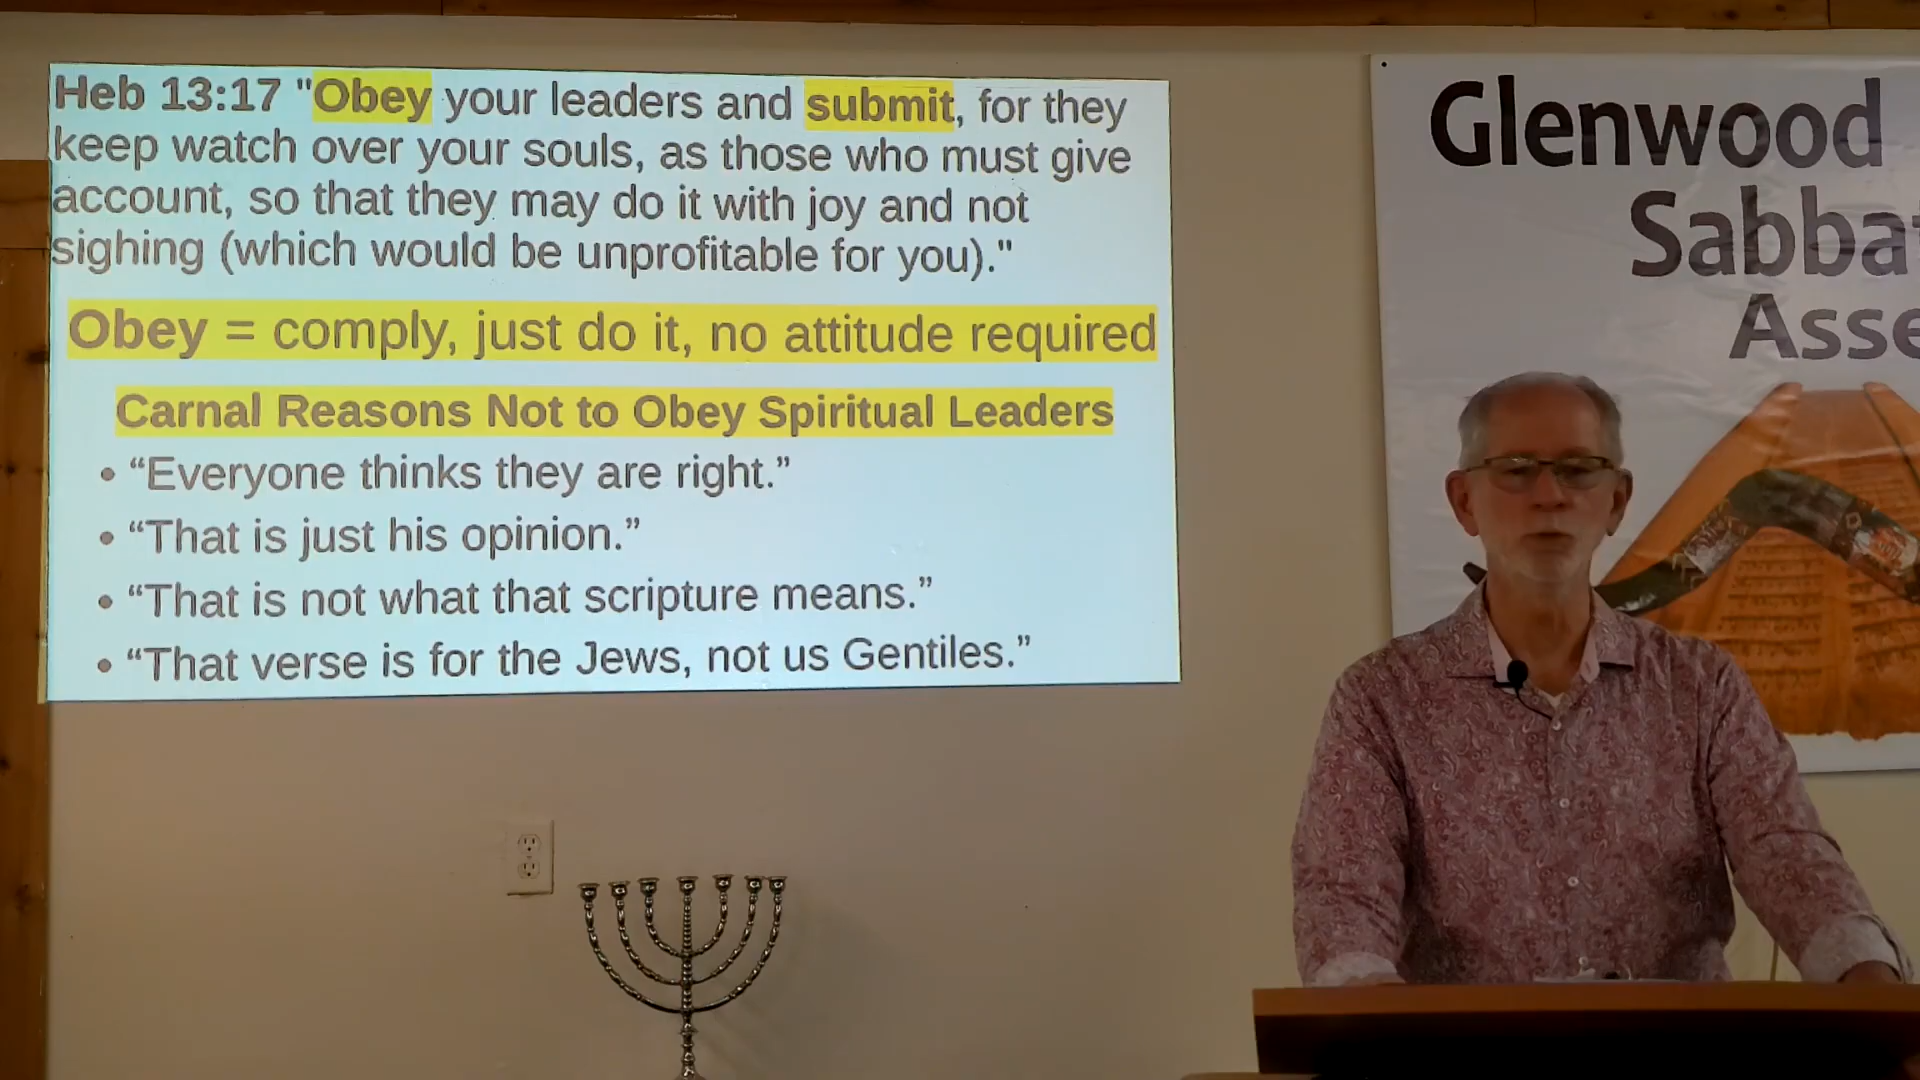 Heb 13:17 "Obey your leaders and submit, for they
keep watch over your souls, as those who must give
account, so that they may do it with joy and not
sighing (which would be unprofitable for you)."
Obey = comply, just do it, no attitude required
Carnal Reasons Not to Obey Spiritual Leaders
• “Everyone thinks they are right.”
• “That is just his opinion.”
• “That is not what that scripture means.”
• “That verse is for the Jews, not us Gentiles.”
Glenwood